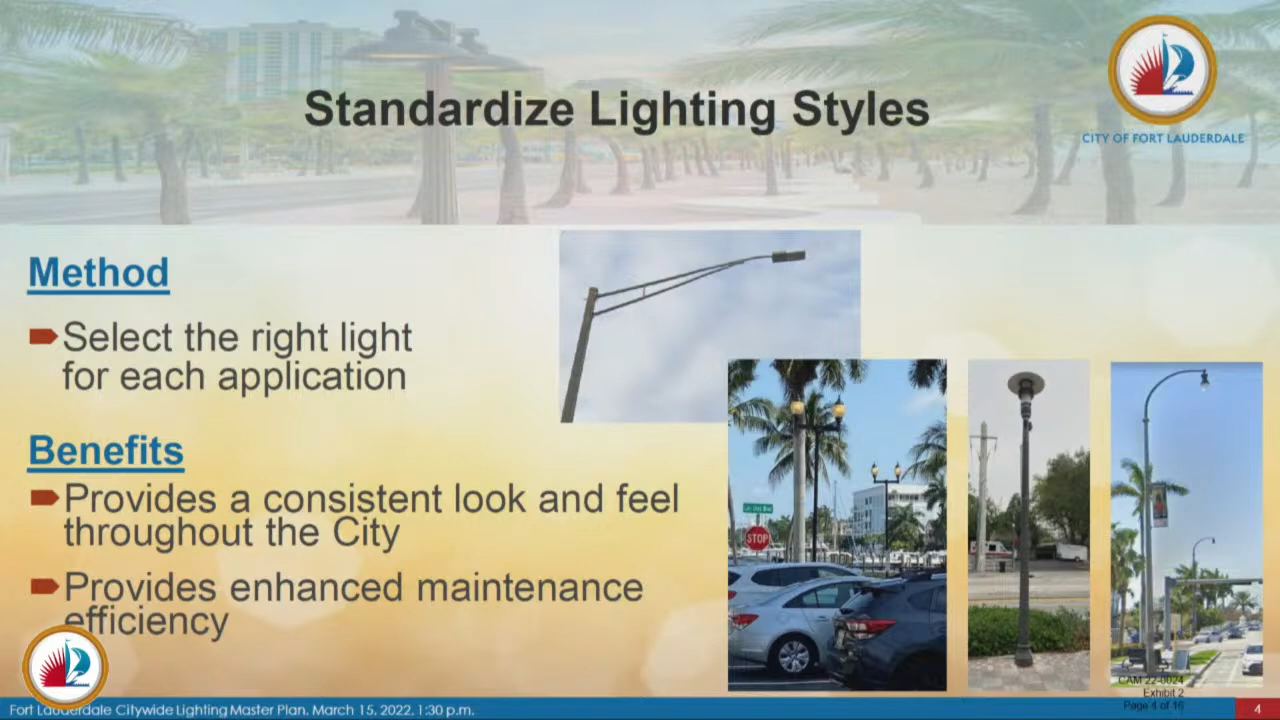 Standardize Lighting Styles
CITY OF FORT LAUDERDALE
Method
Select the right light
for each application
Benefits
Provides a consistent look and feel
throughout the City
Provides enhanced maintenance
efficiency
STOP
CAM 22-0024
Exhibit 2
Page 4 of 16
Fort Lauderdale Citywide Lighting Master Plan, March 15, 2022, 1:30 p.m.
4